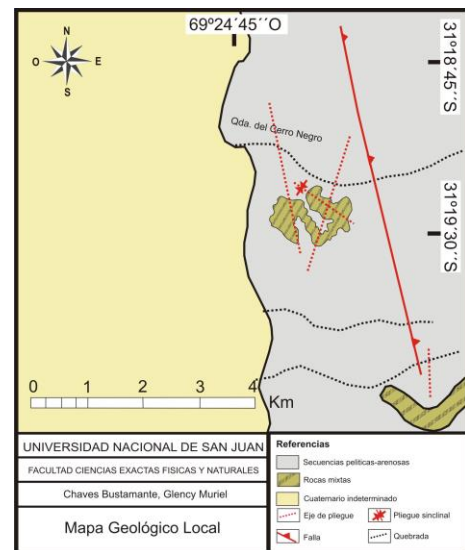 69º24´45´´O
31º18´45´´S
N
O
E
S
Qda. del Cerro Negro
31º19´30´´S
0 1 2 3 4
Km
UNIVERSIDAD NACIONAL DE SAN JUAN
FACULTAD CIENCIAS EXACTAS FISICAS Y NATURALES
Chaves Bustamante, Glency Muriel
Mapa Geológico Local
Referencias
Secuencias peliticas-arenosas
Rocas mixtas
Cuaternario indeterminado
Eje de pliegue
Pliegue sinclinal
Falla
Quebrada